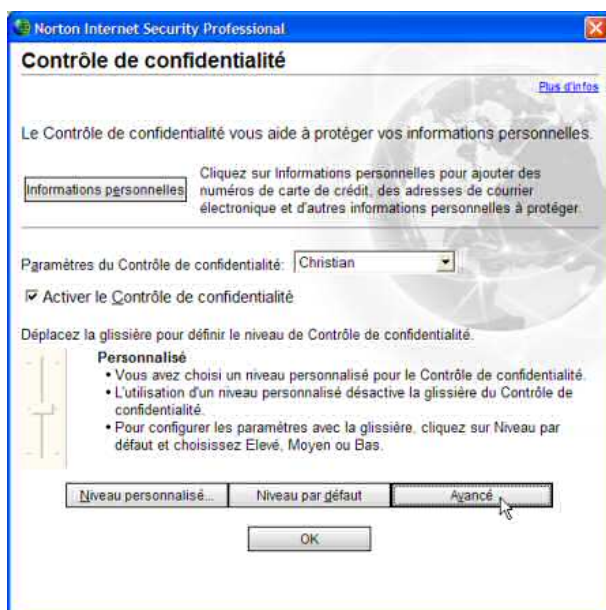 Norton Internet Security Professional
Contrôle de confidentialité
Plus d'infos
Le Contrôle de confidentialité vous aide à protéger vos informations personnelles.
Informations personnelles
Cliquez sur Informations personnelles pour ajouter des
numéros de carte de crédit, des adresses de courrier
électronique et d'autres informations personnelles à protéger.
Paramètres du Contrôle de confidentialité:
Christian
Activer le Contrôle de confidentialité
Déplacez la glissière pour définir le niveau de Contrôle de confidentialité.
Personnalisé
• Vous avez choisi un niveau personnalisé pour le Contrôle de confidentialité.
• L'utilisation d'un niveau personnalisé désactive la glissière du Contrôle de
confidentialité.
• Pour configurer les paramètres avec la glissière, cliquez sur Niveau par
défaut et choisissez Elevé, Moyen ou Bas.
Niveau personnalisé... Niveau par défaut Avancé
OK